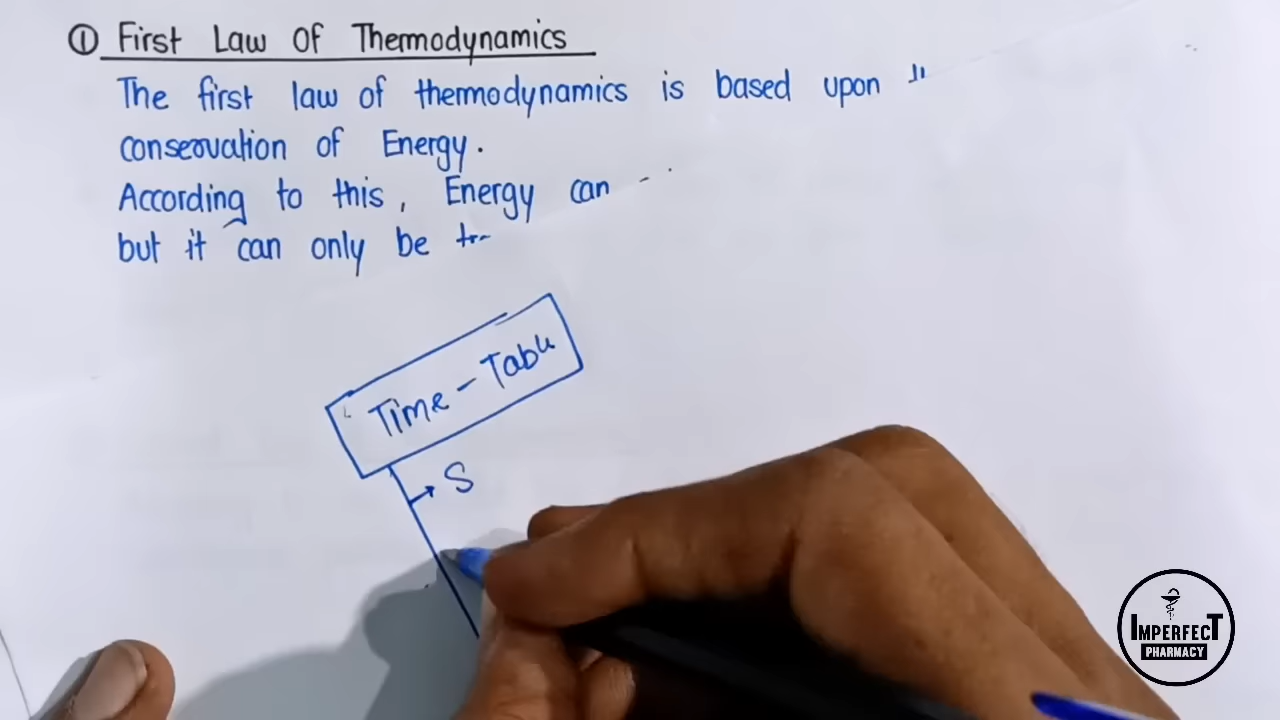 ① First Law Of Thermodynamics
The first law of thermodynamics is based upon
conservation of Energy.
According to this, Energy can
but it can only be
Time - Table
S
IMPERFECT
PHARMACY